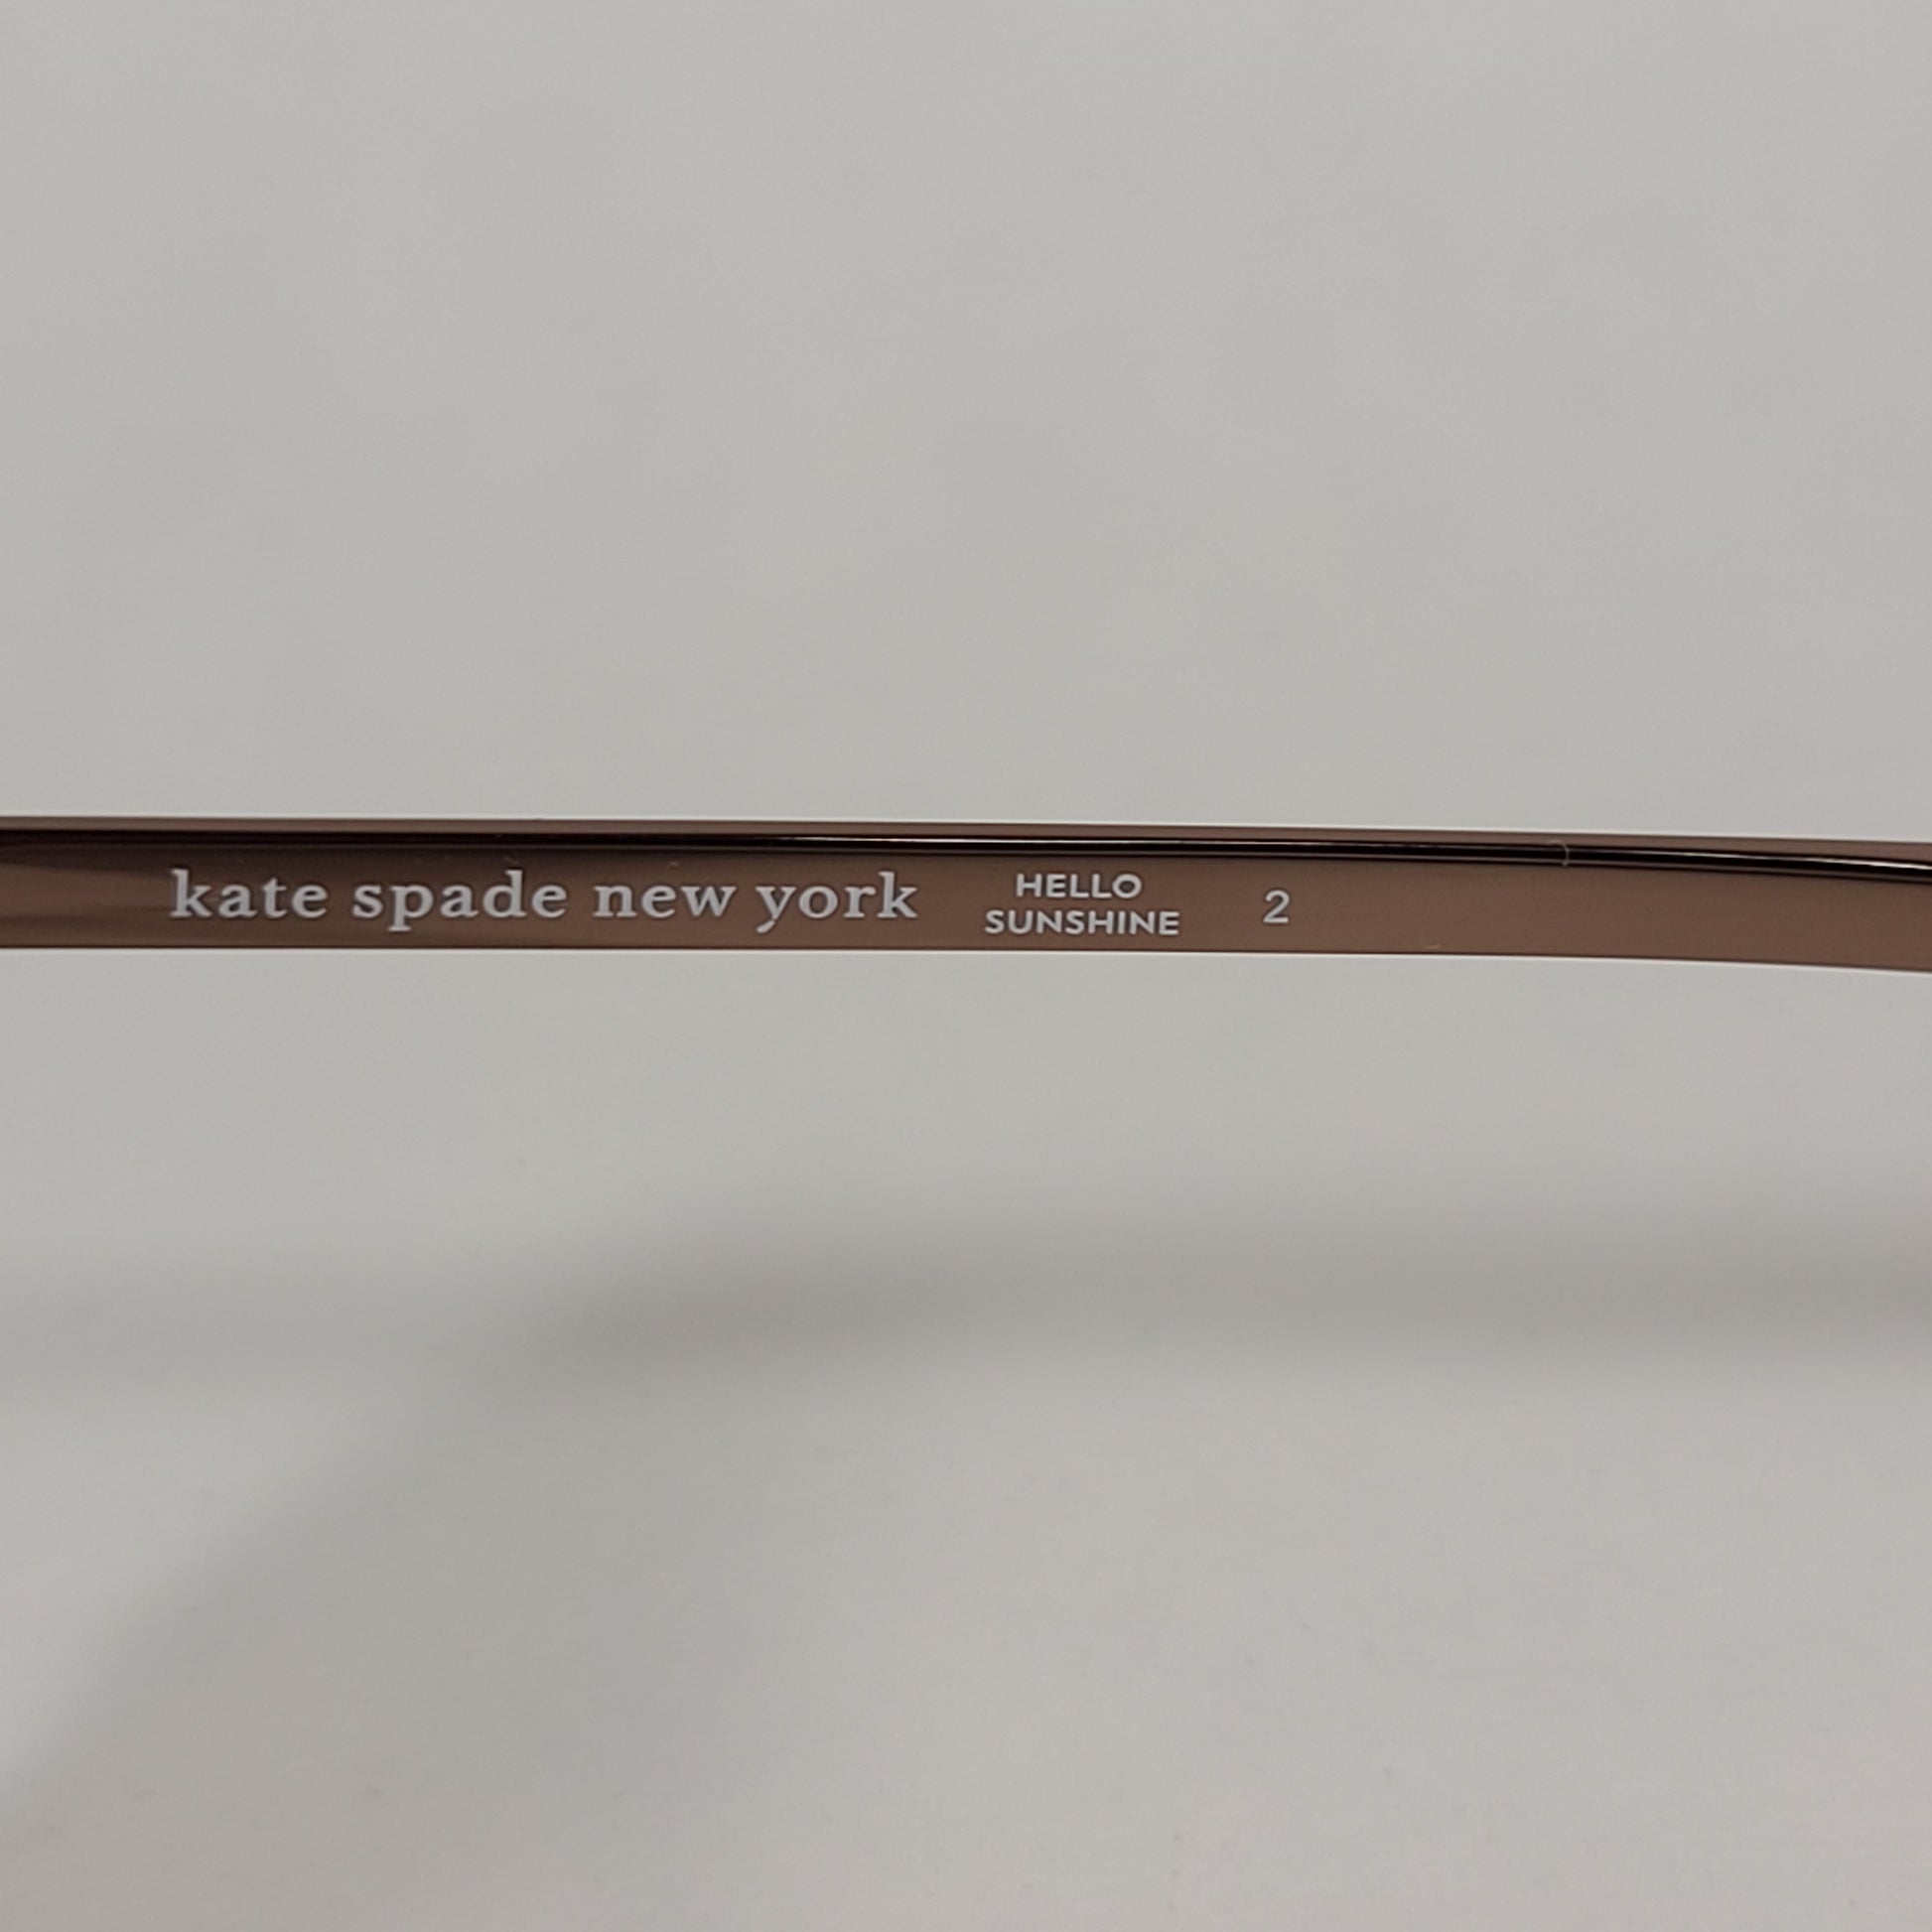 kate spade new york
HELLO
SUNSHINE
2